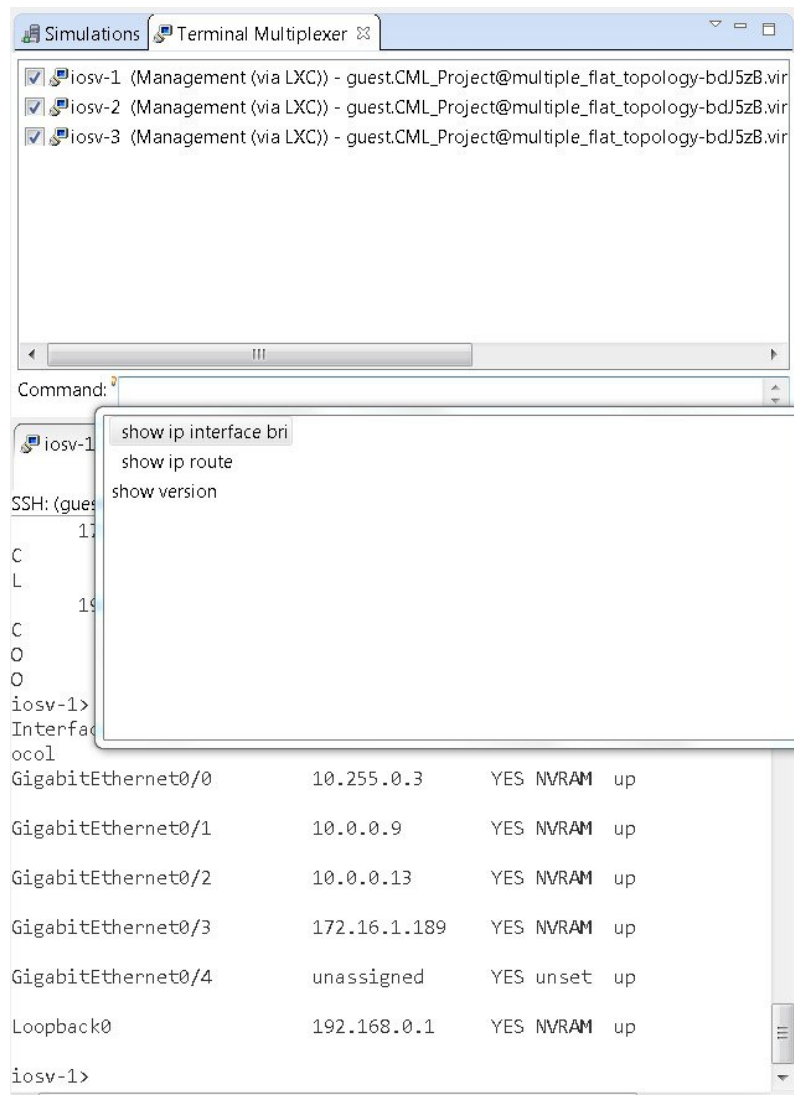 Simulations Terminal Multiplexer
iosv-1 (Management (via LXC)) - guest.CML_Project@multiple_flat_topology-bdJ5zB.vir
iosv-2 (Management (via LXC)) - guest.CML_Project@multiple_flat_topology-bdJ5zB.vir
iosv-3 (Management (via LXC)) - guest.CML_Project@multiple_flat_topology-bdJ5zB.vir
Command:
show ip interface bri
show ip route
show version
iosv-1
SSH: (gues
17
C
L
19
C
O
O
iosv-1>
Interfac
ocol
GigabitEthernet0/0 10.255.0.3 YES NVRAM up
GigabitEthernet0/1 10.0.0.9 YES NVRAM up
GigabitEthernet0/2 10.0.0.13 YES NVRAM up
GigabitEthernet0/3 172.16.1.189 YES NVRAM up
GigabitEthernet0/4 unassigned YES unset up
Loopback0 192.168.0.1 YES NVRAM up
iosv-1>